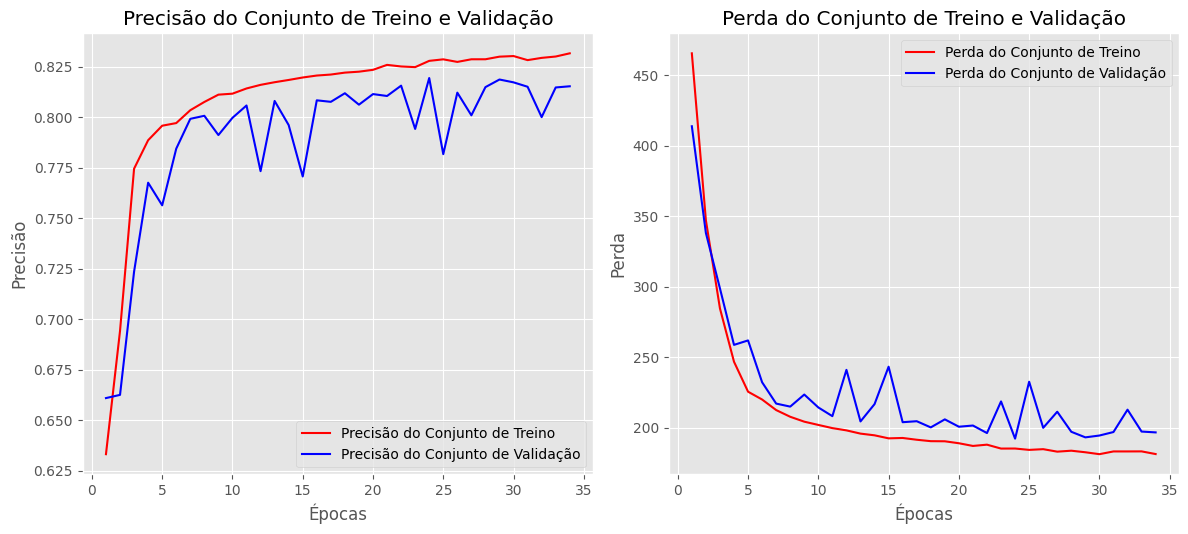 Precisão do Conjunto de Treino e Validação
Precisão
0.825
0.800
0.775
0.750
0.725
0.700
0.675
0.650
0.625
0 5 10 15 20 25 30 35
Épocas
Precisão do Conjunto de Treino
Precisão do Conjunto de Validação
Perda do Conjunto de Treino e Validação
Perda do Conjunto de Treino
Perda do Conjunto de Validação
Perda
450
400
350
300
250
200
0 5 10 15 20 25 30 35
Épocas